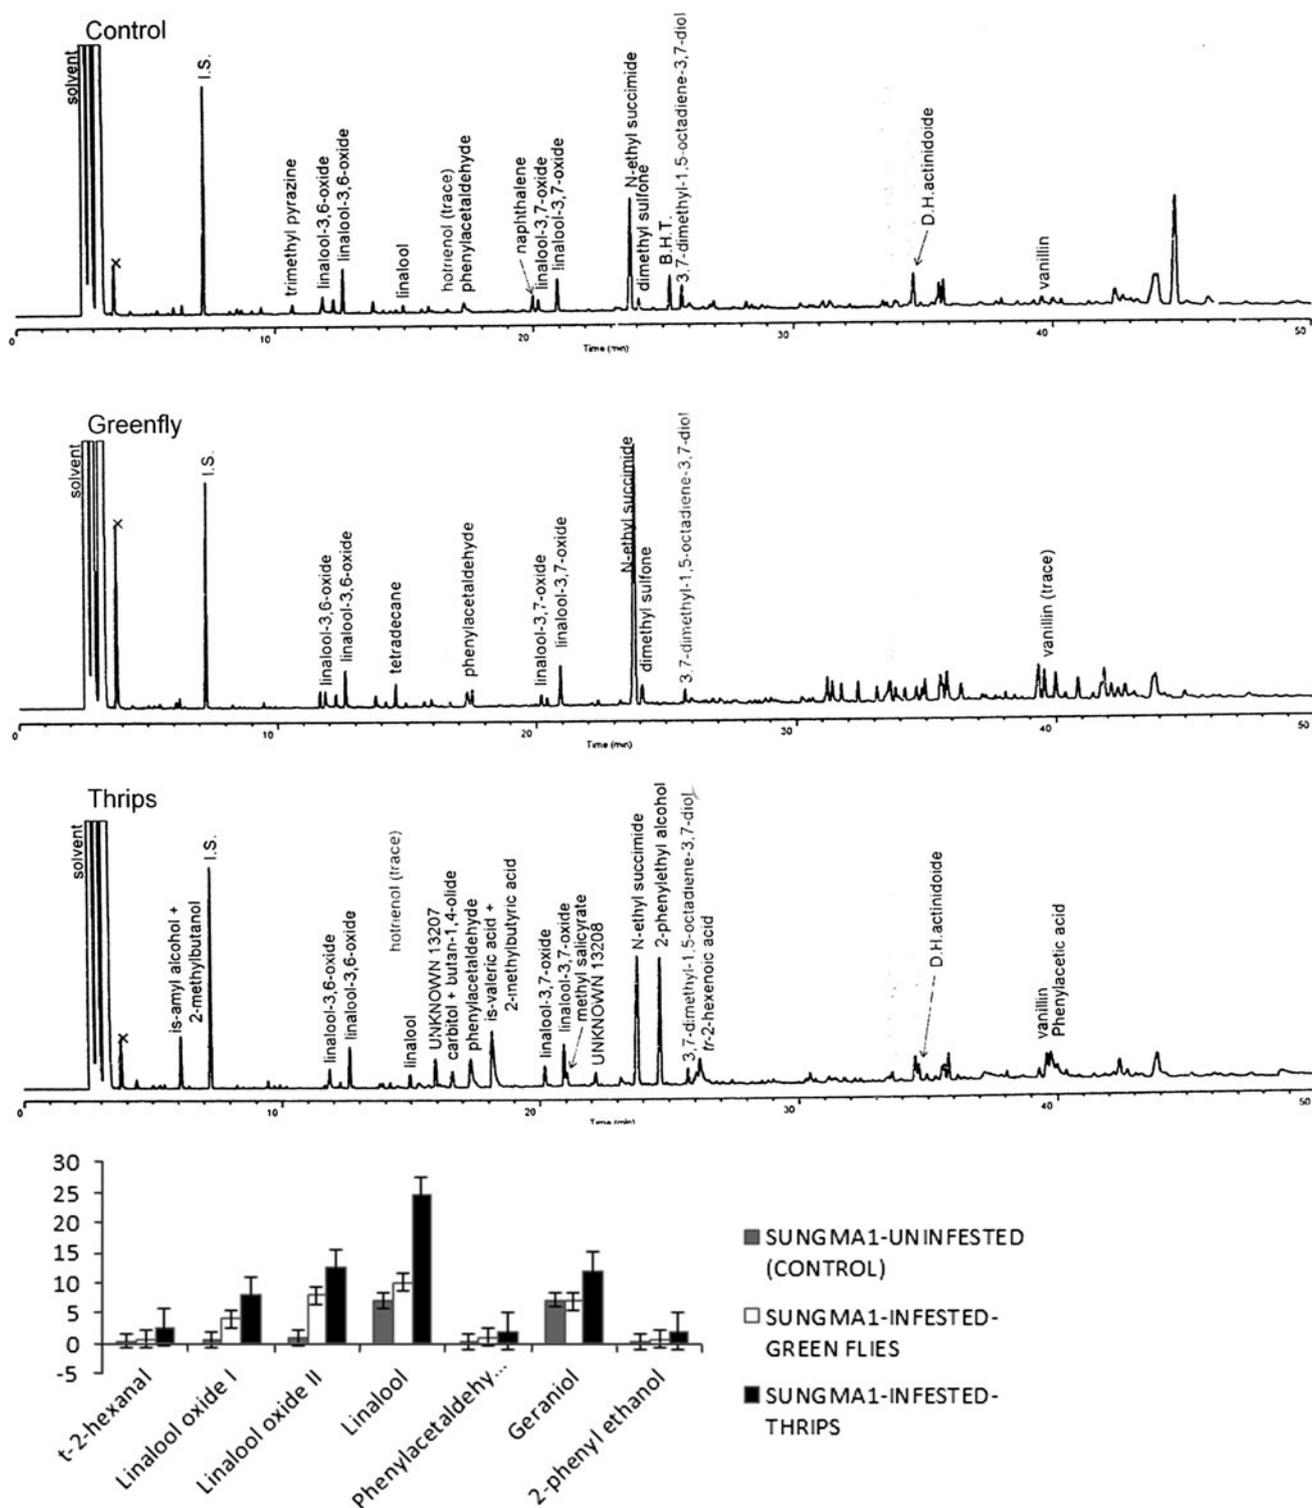 Control
solvent
×
I.S.
trimethyl pyrazine
linalool-3,6-oxide
linalool-3,6-oxide
linalool
hotrienol (trace)
phenylacetaldehyde
naphthalene
linalool-3,7-oxide
linalool-3,7-oxide
N-ethyl succimide
dimethyl sulfone
B.H.T.
3,7-dimethyl-1,5-octadiene-3,7-diol
D.H.actinidoide
vanillin
0 10 20 30 40 50
Time (min)
Greenfly
solvent
×
I.S.
linalool-3,6-oxide
linalool-3,6-oxide
tetradecane
phenylacetaldehyde
linalool-3,7-oxide
linalool-3,7-oxide
N-ethyl succimide
dimethyl sulfone
3,7-dimethyl-1,5-octadiene-3,7-diol
vanillin (trace)
0 10 20 30 40 50
Time (min)
Thrips
solvent
×
is-amyl alcohol +
2-methylbutanol
I.S.
linalool-3,6-oxide
linalool-3,6-oxide
hotrienol (trace)
linalool
UNKNOWN 13207
carbitol + butan-1,4-olide
phenylacetaldehyde
is-valeric acid +
2-methylbutyric acid
linalool-3,7-oxide
linalool-3,7-oxide
methyl salicyrate
UNKNOWN 13208
N-ethyl succimide
2-phenylethyl alcohol
3,7-dimethyl-1,5-octadiene-3,7-diol
tr-2-hexenoic acid
D.H.actinidoide
vanillin
Phenylacetic acid
0 10 20 30 40 50
Time (min)
30
25
20
15
10
5
0
-5
t-2-hexanal
Linalool oxide I
Linalool oxide II
Linalool
Phenylacetaldehy...
Geraniol
2-phenyl ethanol
SUNGMA1-UNINFESTED
(CONTROL)
SUNGMA1-INFESTED-
GREEN FLIES
SUNGMA1-INFESTED-
THRIPS